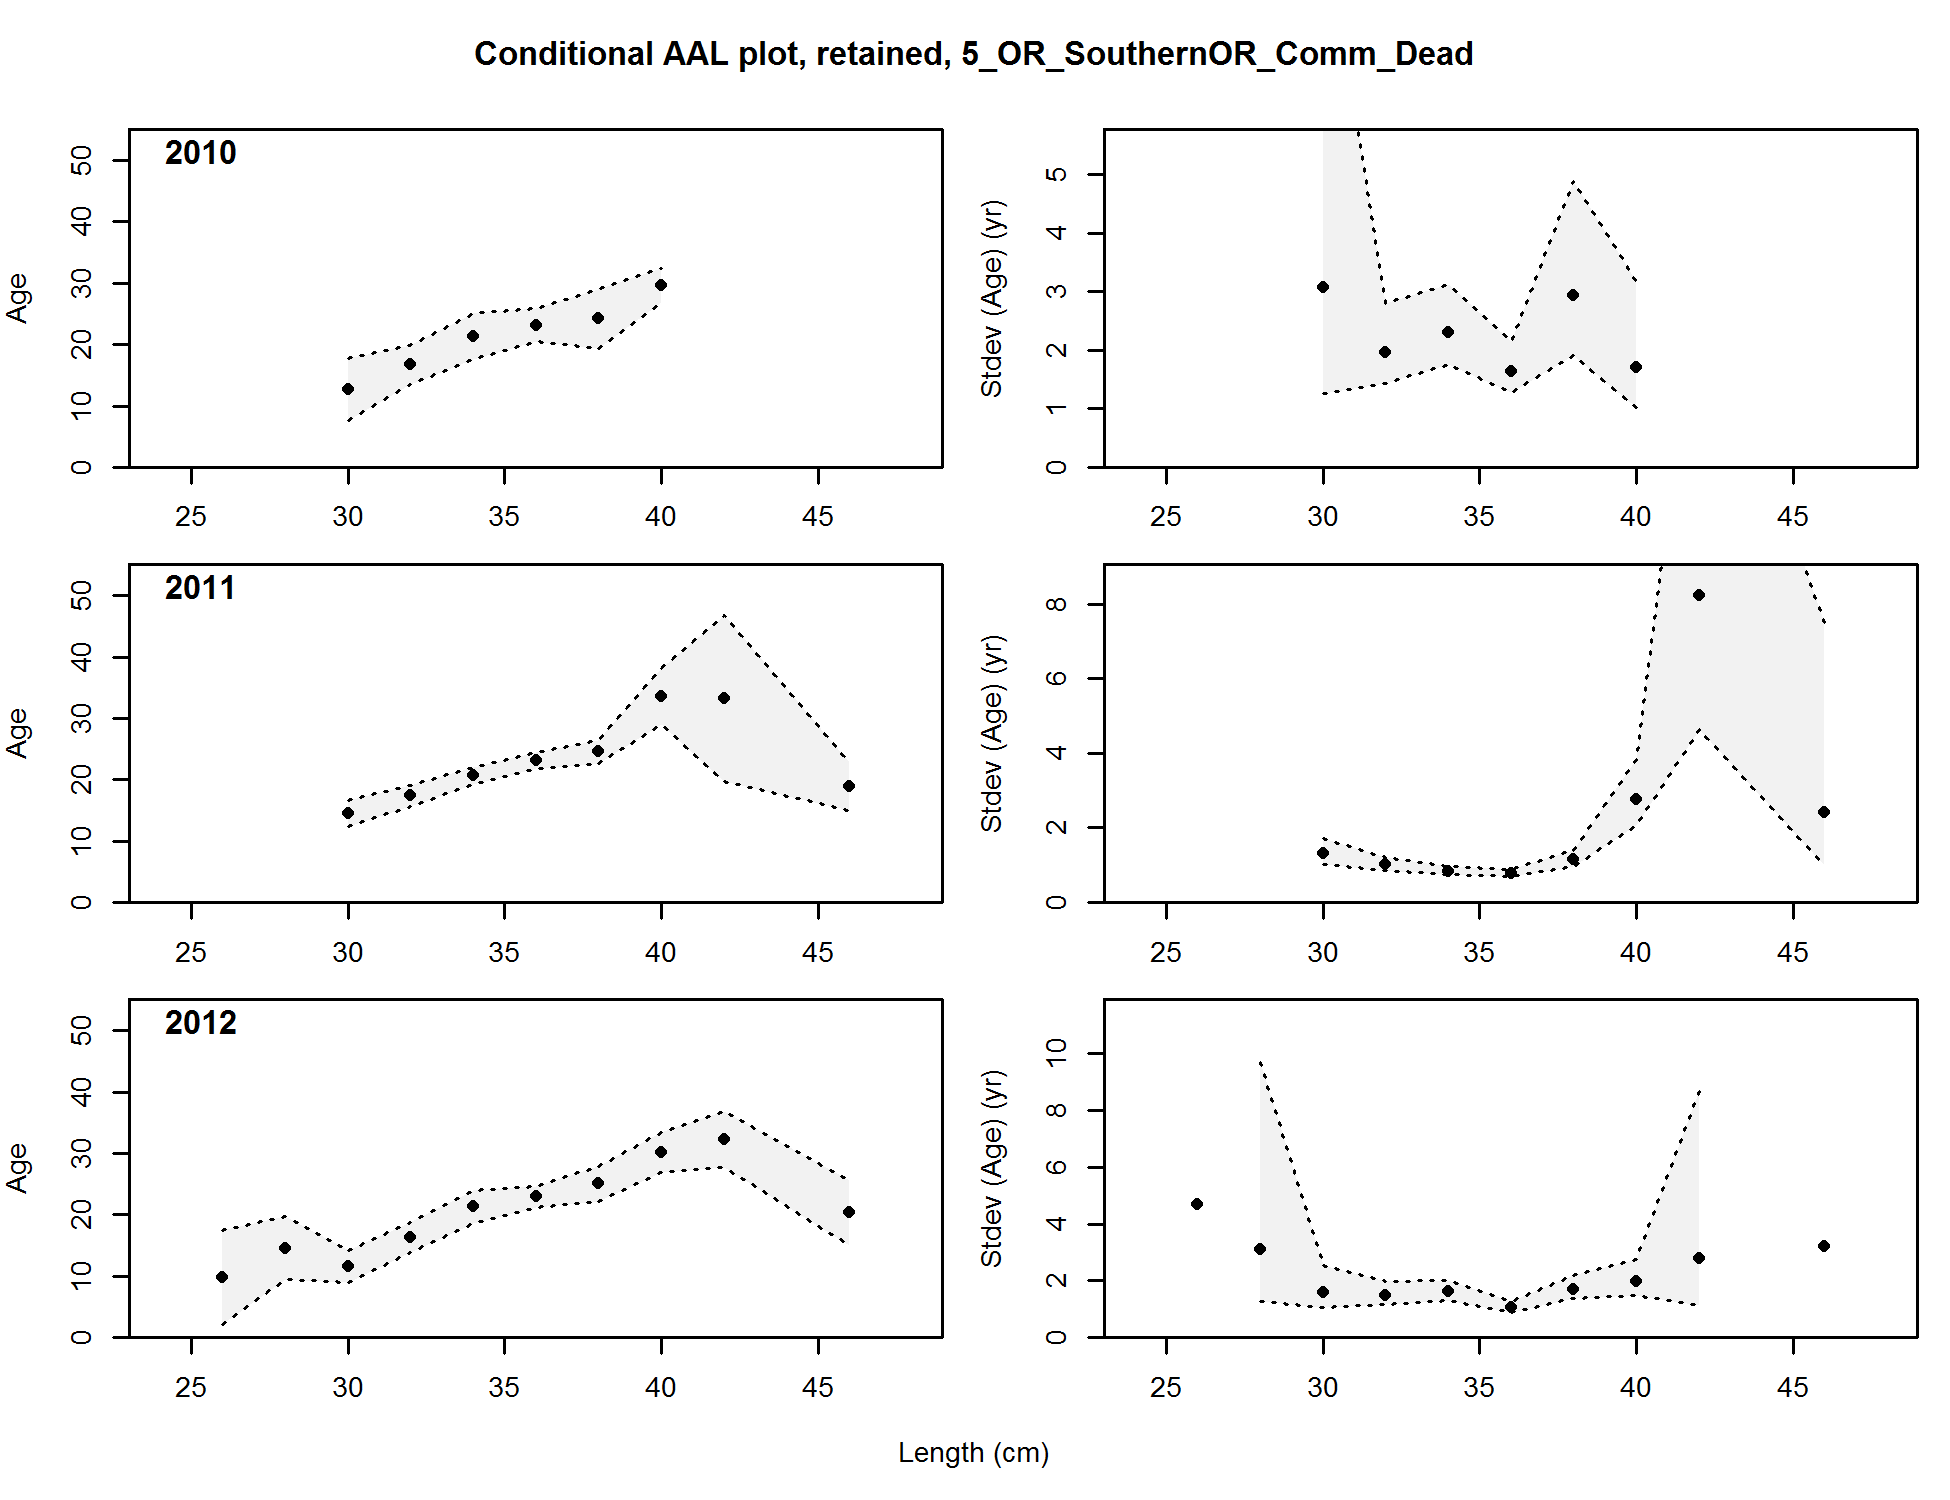 Conditional AAL plot, retained, 5_OR_SouthernOR_Comm_Dead
2010
Age
0 10 20 30 40 50
25 30 35 40 45
Stdev (Age) (yr)
0 1 2 3 4 5
25 30 35 40 45
2011
Age
0 10 20 30 40 50
25 30 35 40 45
Stdev (Age) (yr)
0 2 4 6 8
25 30 35 40 45
2012
Age
0 10 20 30 40 50
25 30 35 40 45
Stdev (Age) (yr)
0 2 4 6 8 10
25 30 35 40 45
Length (cm)